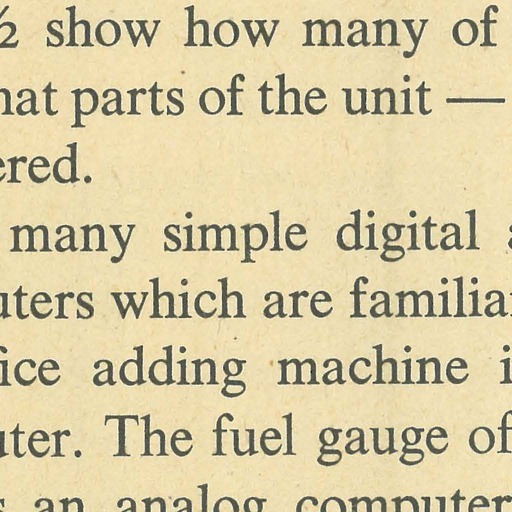 ½ show how many of
hat parts of the unit —
ered.
many simple digital a
uters which are familiar
fice adding machine i
uter. The fuel gauge of
s an analog computer